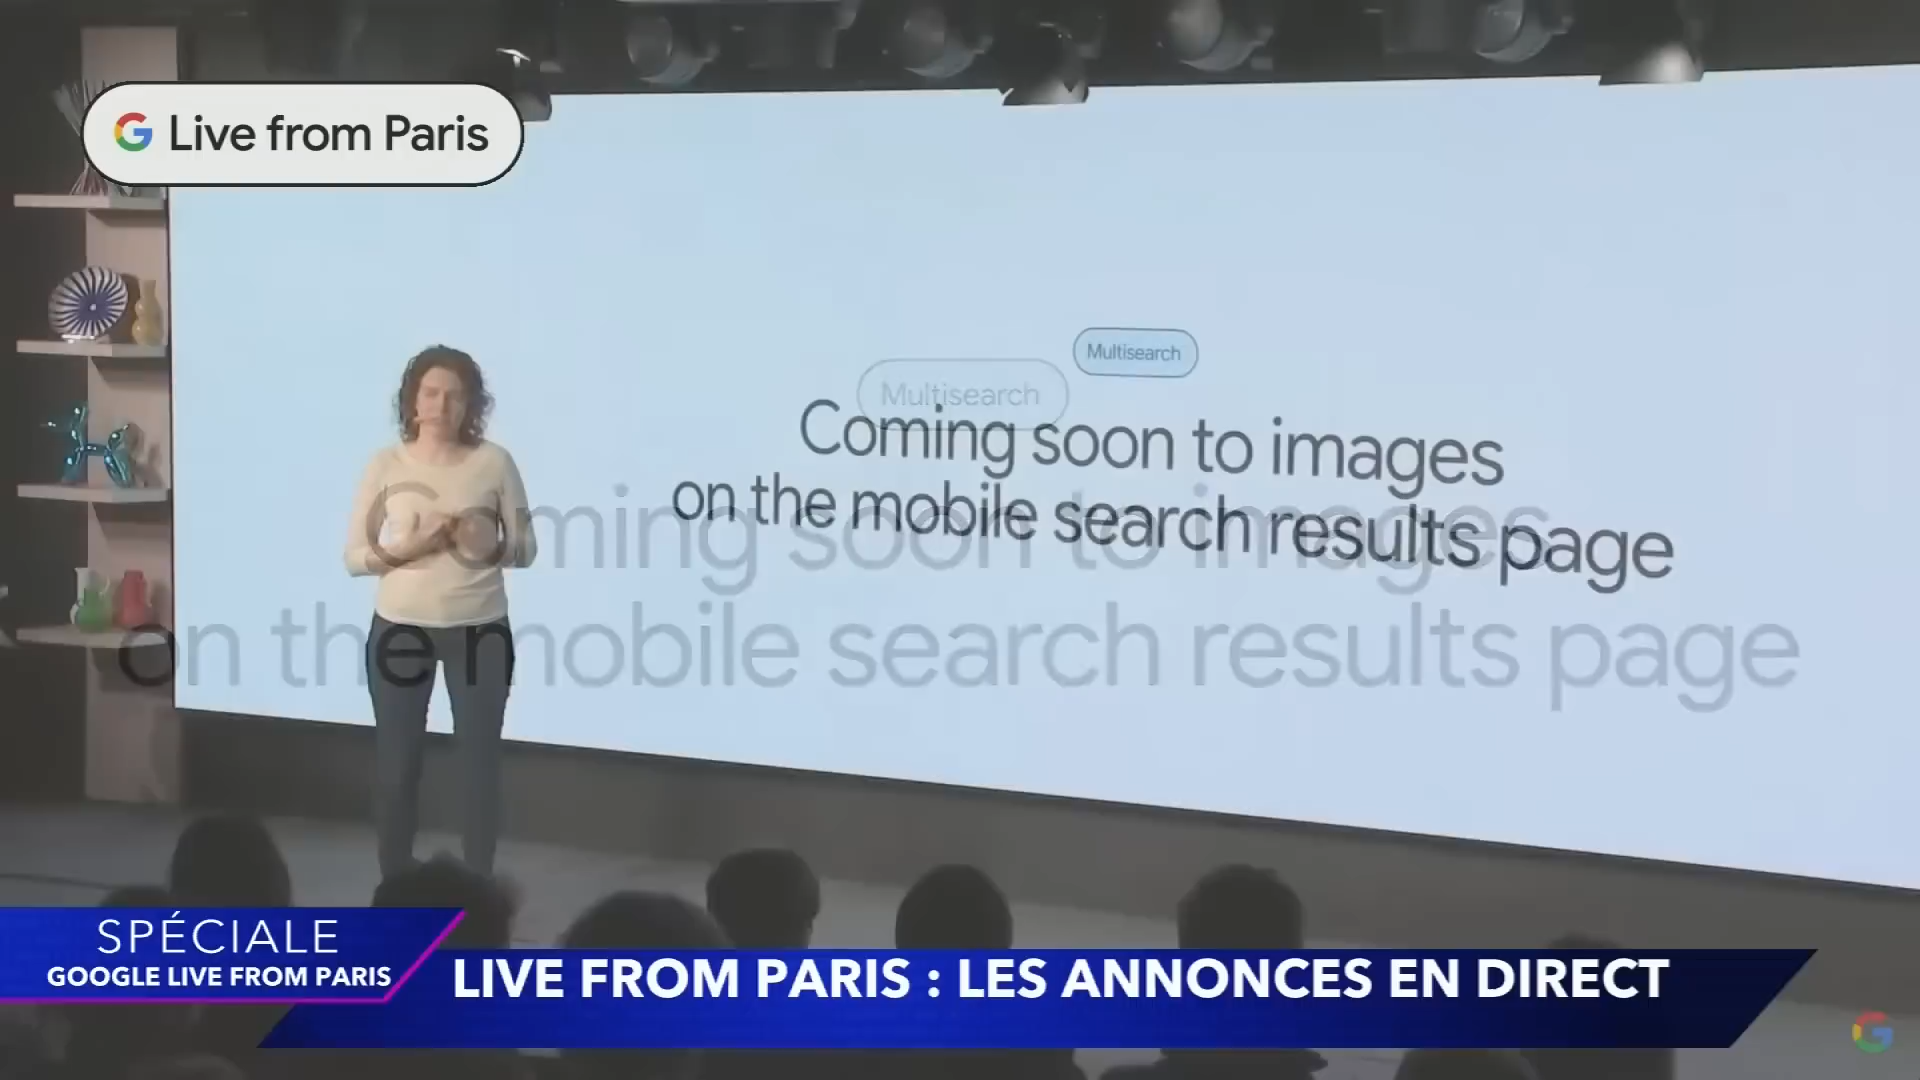 Live from Paris
Multisearch
Multisearch
Coming soon to images
on the mobile search results page
Coming soon to images
on the mobile search results page
SPÉCIALE
GOOGLE LIVE FROM PARIS
LIVE FROM PARIS : LES ANNONCES EN DIRECT